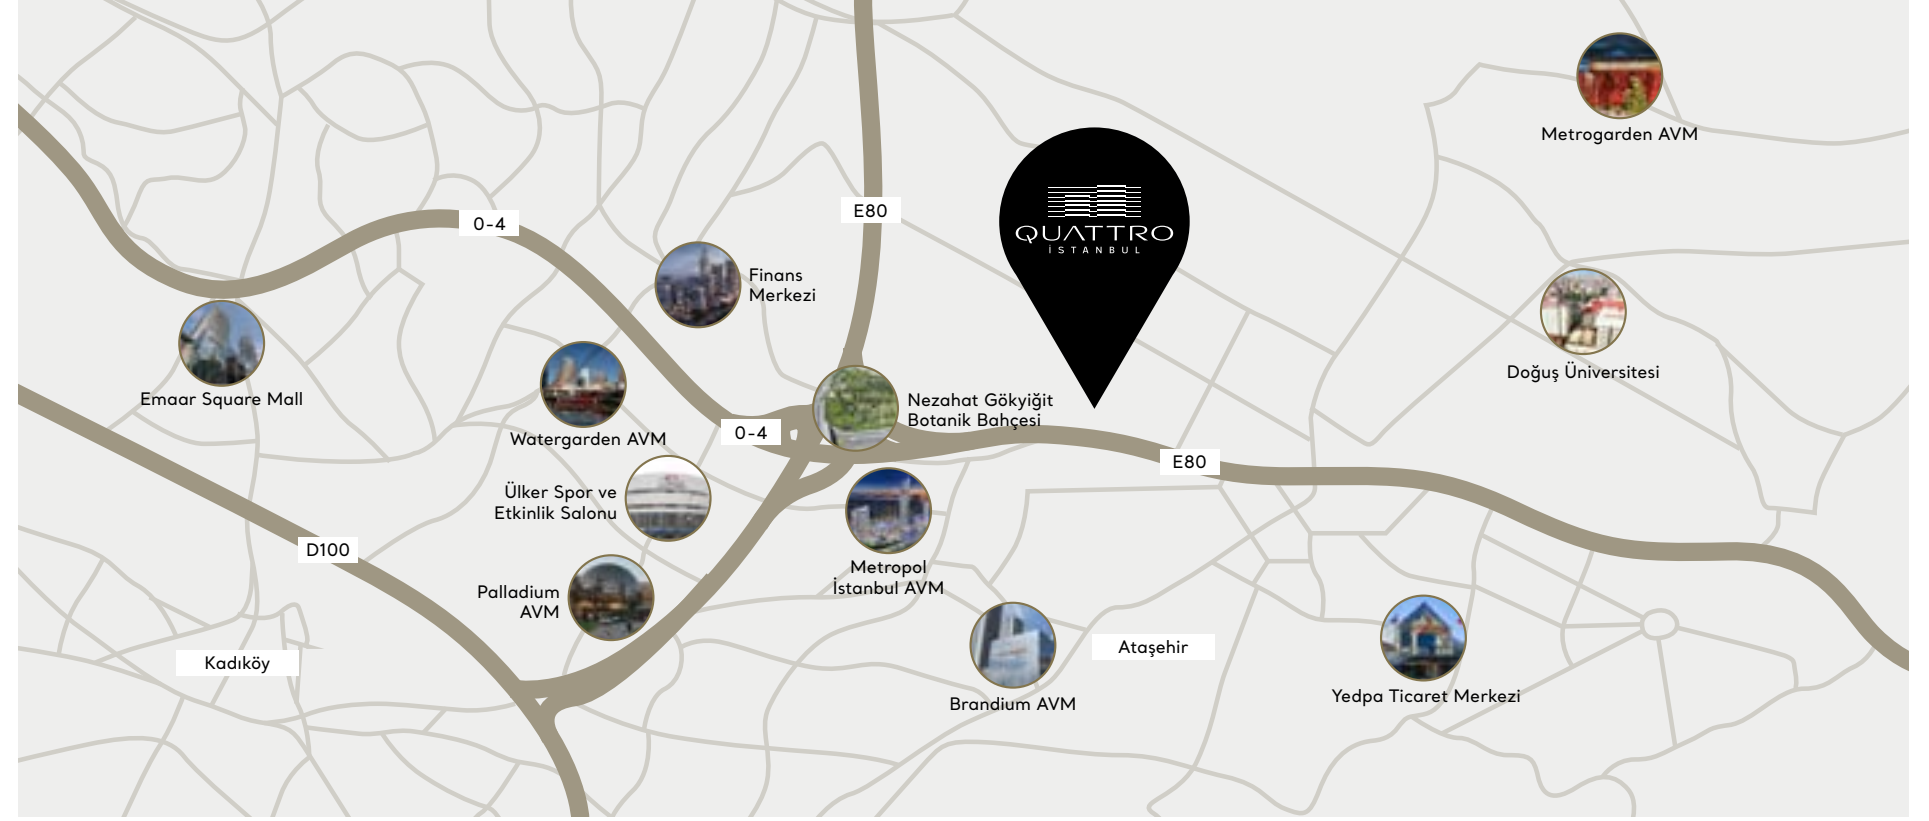 Metrogarden AVM
E80
0-4
QUATTRO
İSTANBUL
Finans
Merkezi
Doğuş Üniversitesi
Emaar Square Mall
Nezahat Gökyiğit
Botanik Bahçesi
Watergarden AVM
0-4
E80
Ülker Spor ve
Etkinlik Salonu
D100
Metropol
İstanbul AVM
Palladium
AVM
Kadıköy
Ataşehir
Brandium AVM
Yedpa Ticaret Merkezi